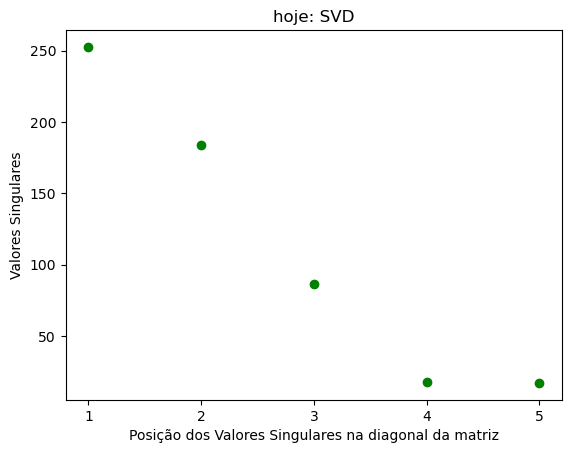 hoje: SVD
Valores Singulares
250
200
150
100
50
1 2 3 4 5
Posição dos Valores Singulares na diagonal da matriz